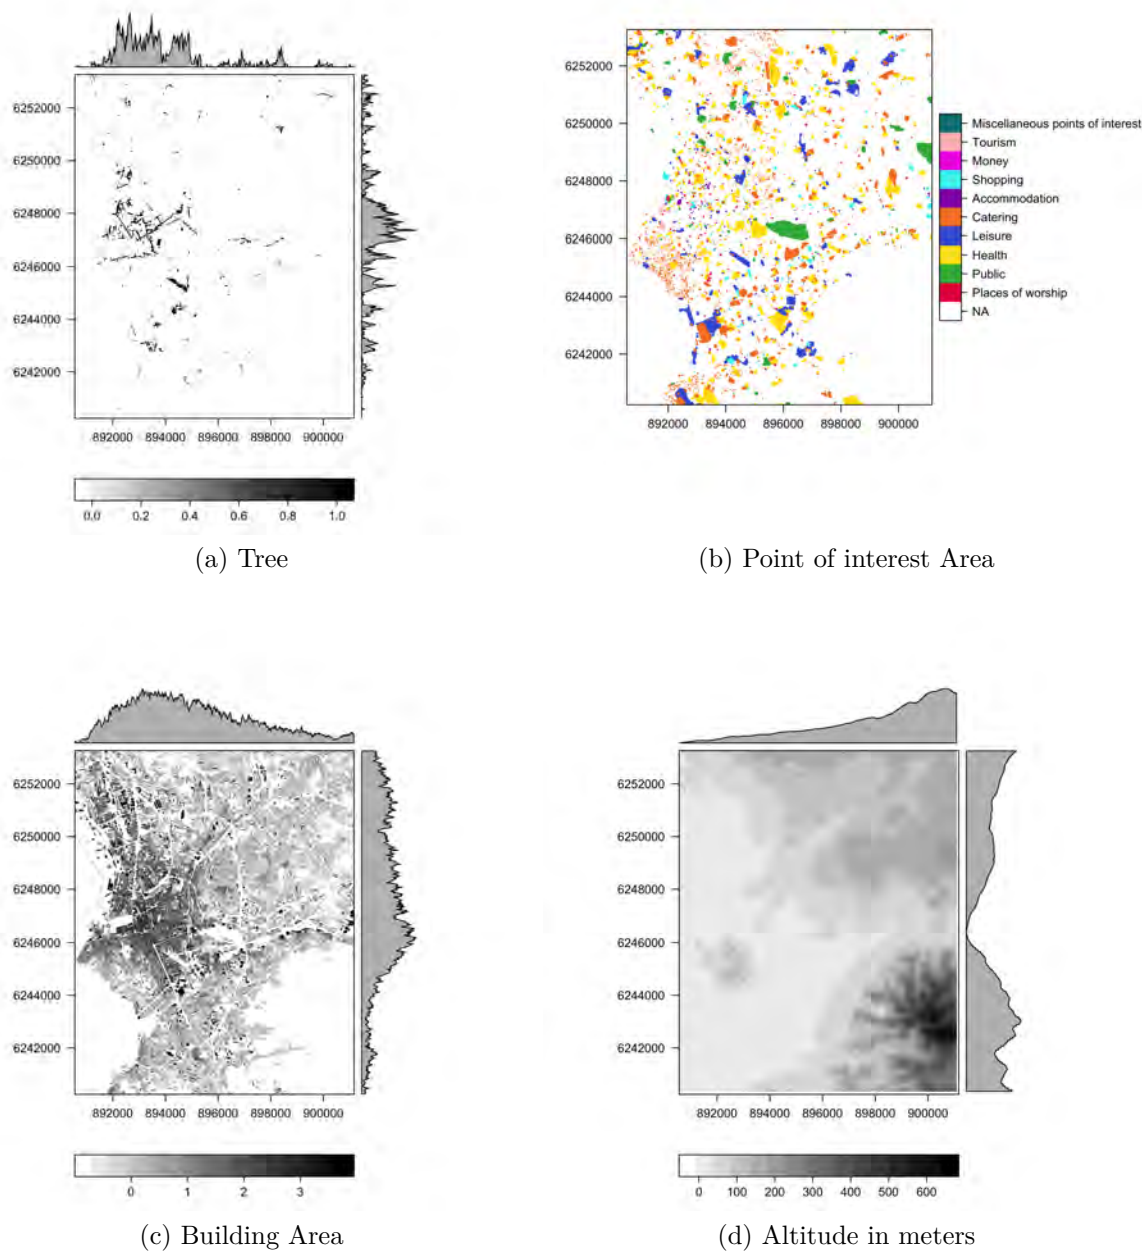 6252000
6250000
6248000
6246000
6244000
6242000
892000 894000 896000 898000 900000
0.0 0.2 0.4 0.6 0.8 1.0
(a) Tree
6252000
6250000
6248000
6246000
6244000
6242000
892000 894000 896000 898000 900000
Miscellaneous points of interest
Tourism
Money
Shopping
Accommodation
Catering
Leisure
Health
Public
Places of worship
NA
(b) Point of interest Area
6252000
6250000
6248000
6246000
6244000
6242000
892000 894000 896000 898000 900000
0 1 2 3
(c) Building Area
6252000
6250000
6248000
6246000
6244000
6242000
892000 894000 896000 898000 900000
0 100 200 300 400 500 600
(d) Altitude in meters